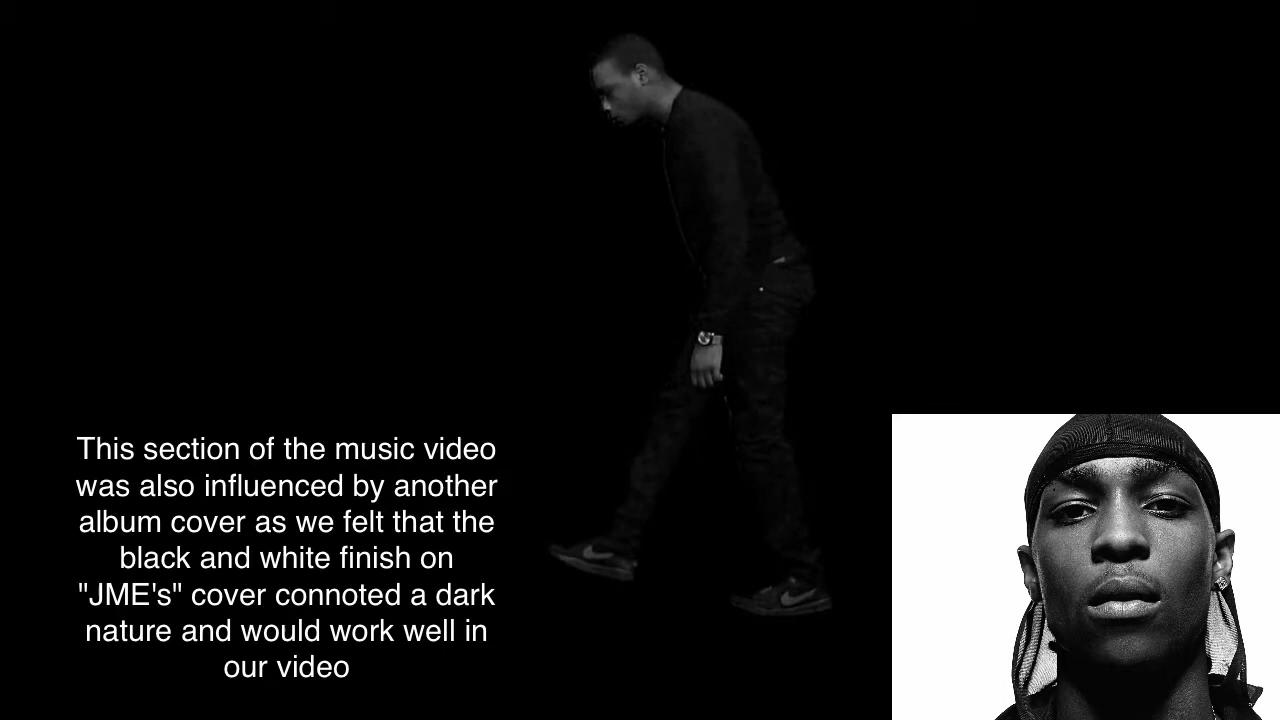 This section of the music video
was also influenced by another
album cover as we felt that the
black and white finish on
"JME's" cover connoted a dark
nature and would work well in
our video